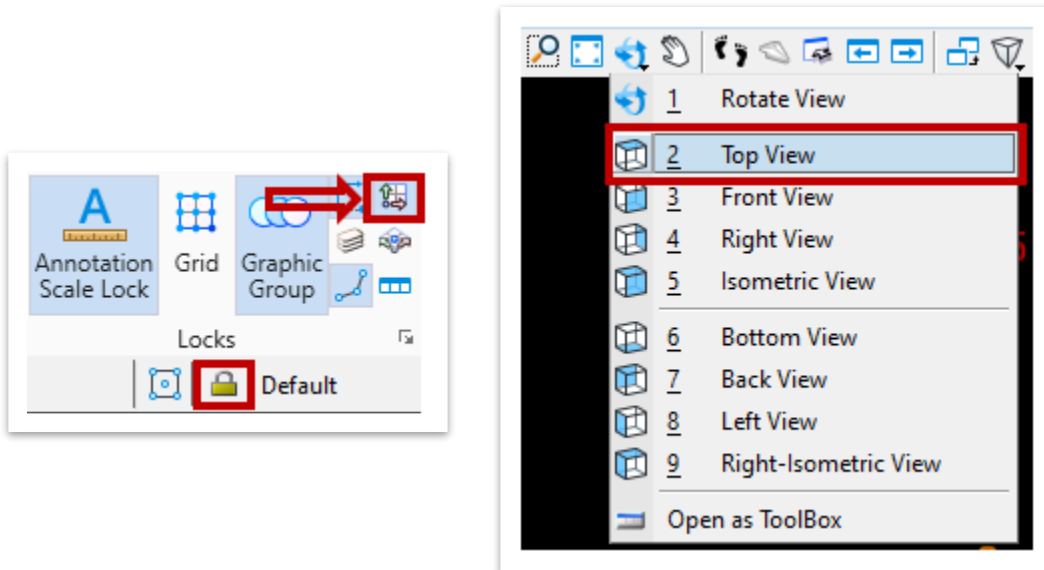 A
Annotation
Scale Lock
Grid
Graphic
Group
Locks
Default
1 Rotate View
2 Top View
3 Front View
4 Right View
5 Isometric View
6 Bottom View
7 Back View
8 Left View
9 Right-Isometric View
Open as ToolBox